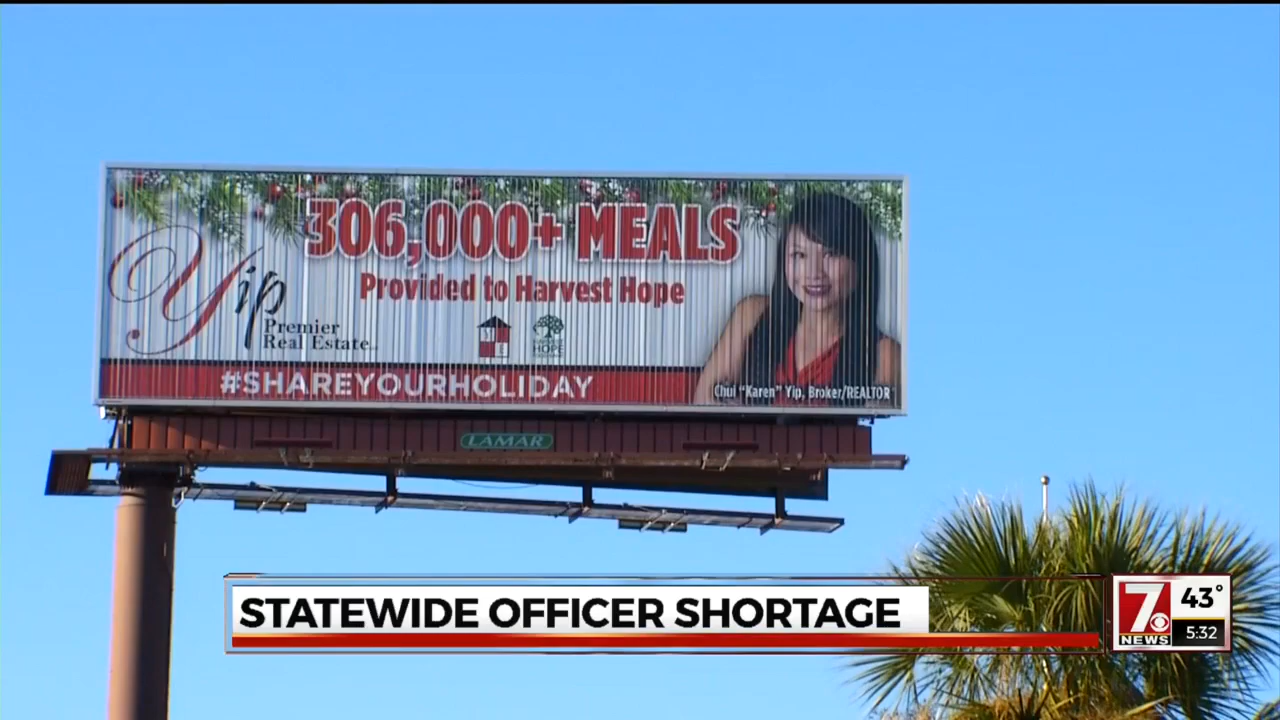 306,000+ MEALS
Provided to Harvest Hope
Yip
Premier
Real Estate
HOPE
#SHAREYOURHOLIDAY
Chui "Karen" Yip, Broker/REALTOR
LAMAR
STATEWIDE OFFICER SHORTAGE
7
NEWS
43°
5:32